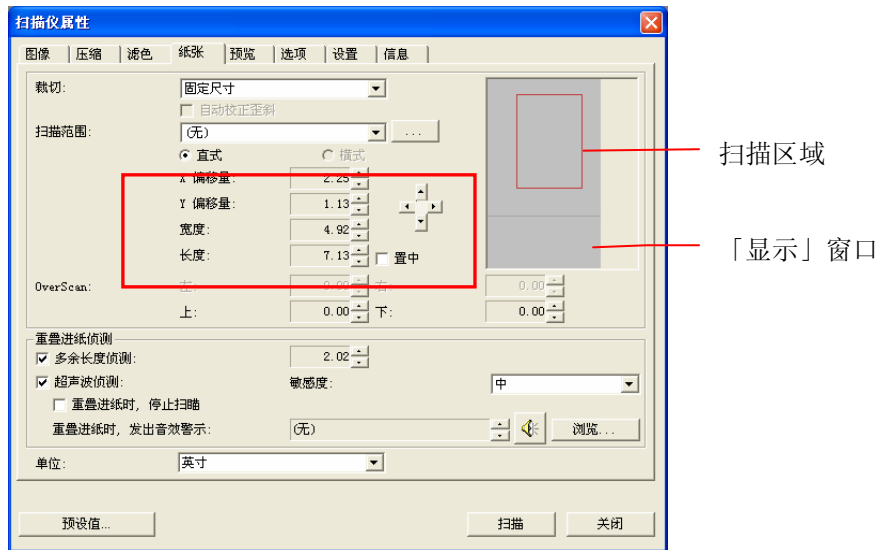 扫描仪属性
图像 压缩 滤色 纸张 预览 选项 设置 信息
裁切: 固定尺寸
自动校正歪斜
扫描范围: (无) ...
直式 横式
X 偏移量: 2.25
Y 偏移量: 1.13
宽度: 4.92
长度: 7.13 置中
OverScan: 左: 0.00 右: 0.00
上: 0.00 下: 0.00
重叠进纸侦测
多余长度侦测: 2.02
超声波侦测: 敏感度: 中
重叠进纸时, 停止扫瞄
重叠进纸时, 发出音效警示: (无) 浏览...
单位: 英寸
预设值... 扫描 关闭
扫描区域
「显示」窗口